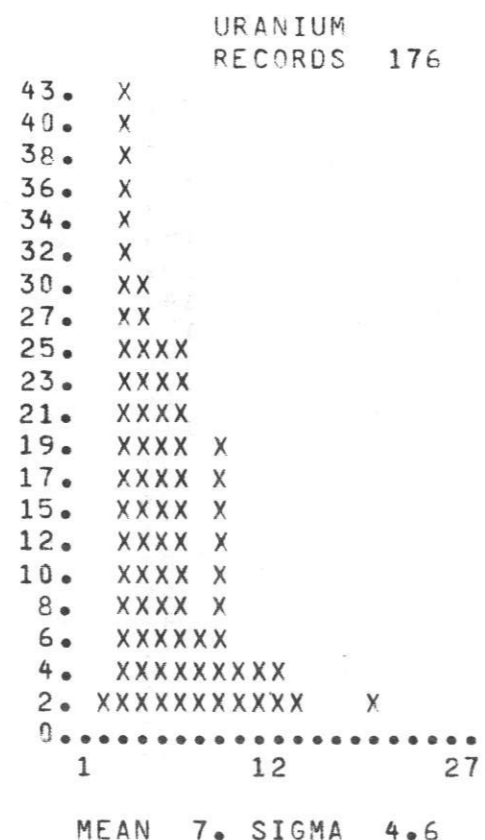 URANIUM
RECORDS 176
43. X
40. X
38. X
36. X
34. X
32. X
30. XX
27. XX
25. XXXX
23. XXXX
21. XXXX
19. XXXX X
17. XXXX X
15. XXXX X
12. XXXX X
10. XXXX X
8. XXXX X
6. XXXXXX
4. XXXXXXXXX
2. XXXXXXXXXXX X
0....................
1 12 27
MEAN 7. SIGMA 4.6